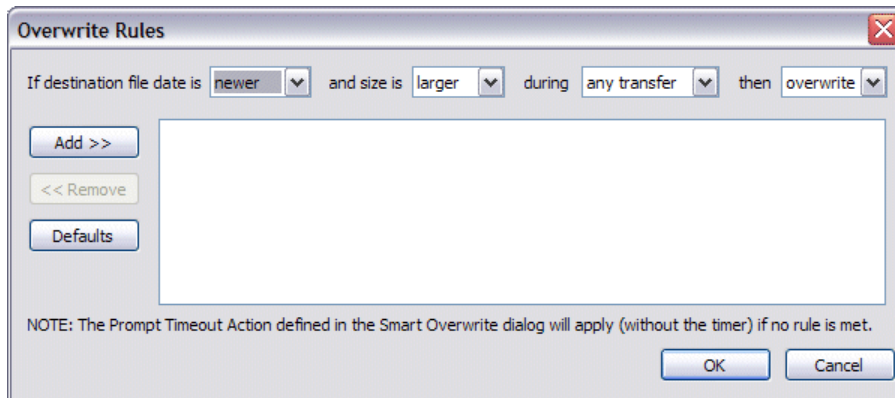 Overwrite Rules
If destination file date is newer and size is larger during any transfer then overwrite
Add >>
<< Remove
Defaults
NOTE: The Prompt Timeout Action defined in the Smart Overwrite dialog will apply (without the timer) if no rule is met.
OK Cancel